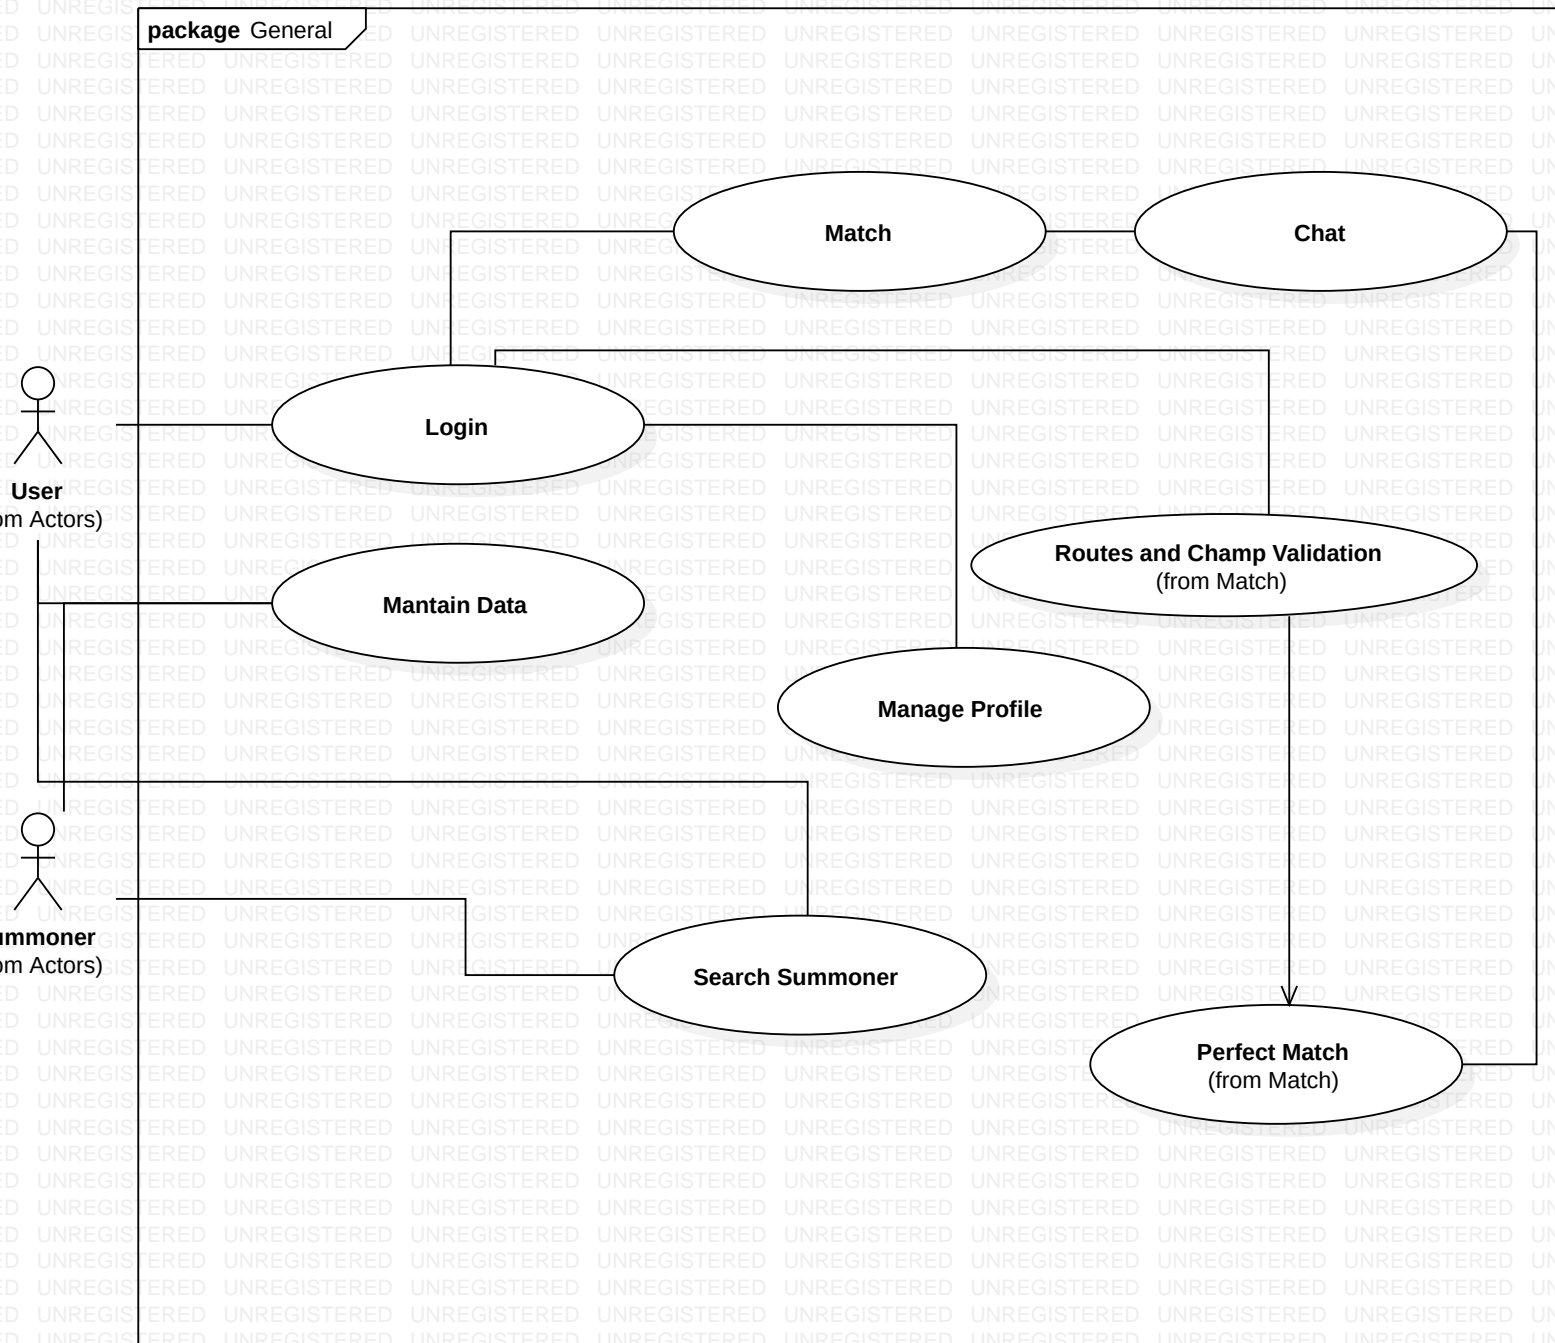 package General
Match
Chat
Login
User
om Actors)
Routes and Champ Validation
(from Match)
Mantain Data
Manage Profile
ummoner
om Actors)
Search Summoner
Perfect Match
(from Match)
UNREGISTERED